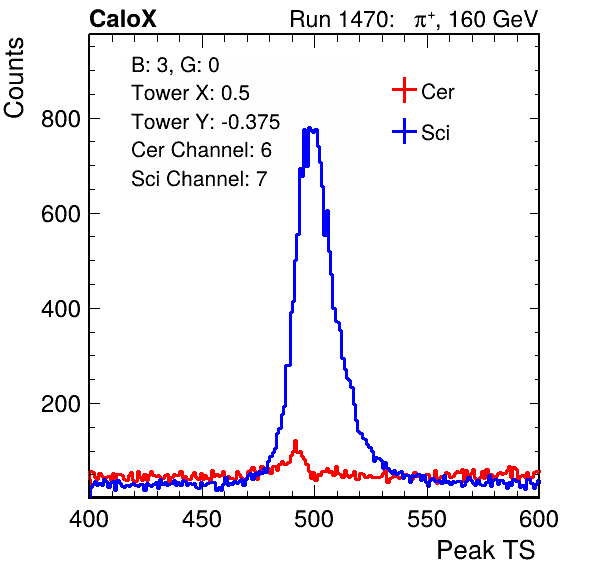 CaloX Run 1470: π⁺, 160 GeV
B: 3, G: 0
Tower X: 0.5
Tower Y: -0.375
Cer Channel: 6
Sci Channel: 7
Cer
Sci
Counts
800
600
400
200
400 450 500 550 600
Peak TS